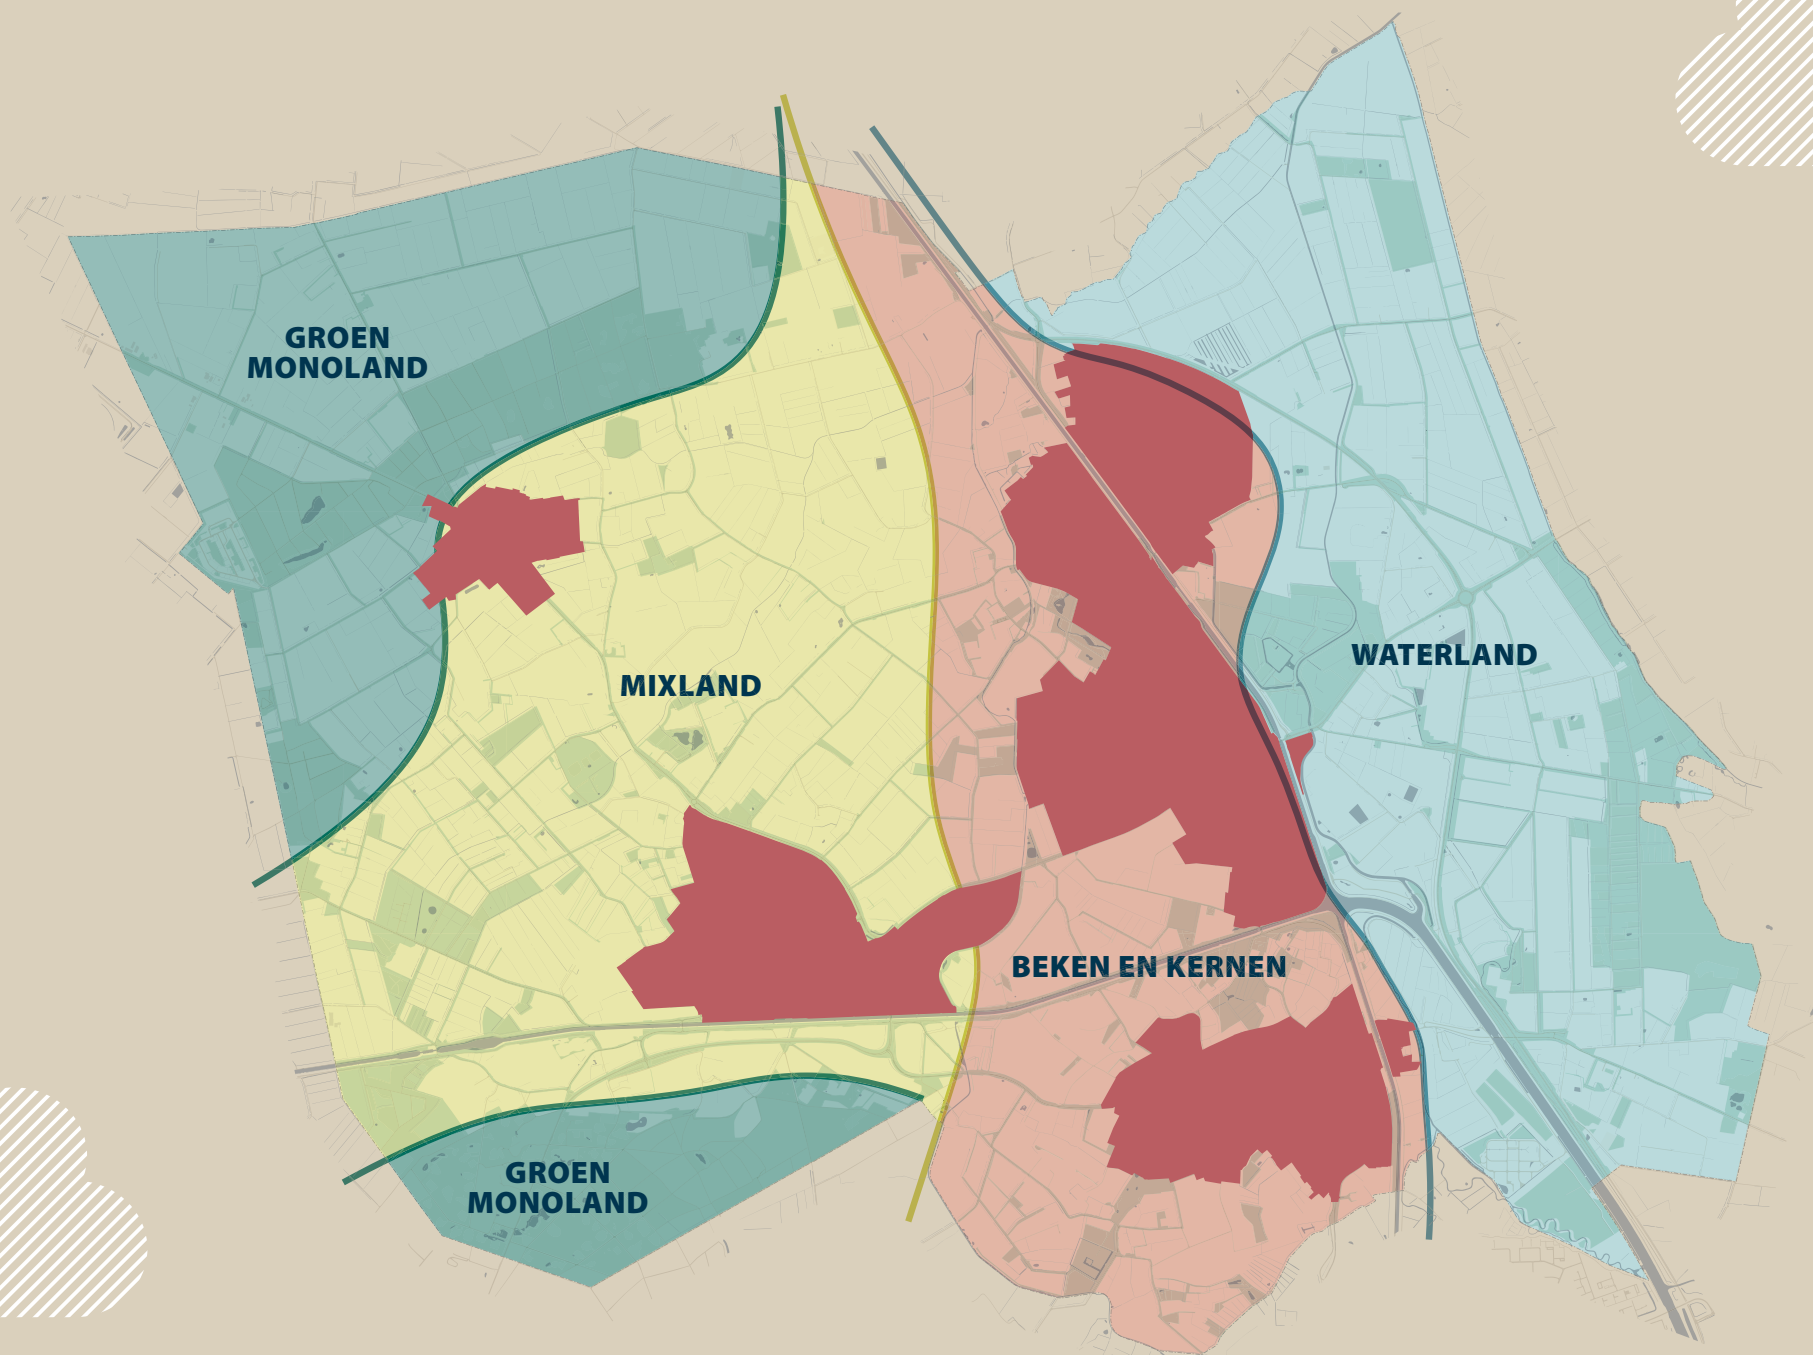 GROEN
MONOLAND
MIXLAND
WATERLAND
BEKEN EN KERNEN
GROEN
MONOLAND